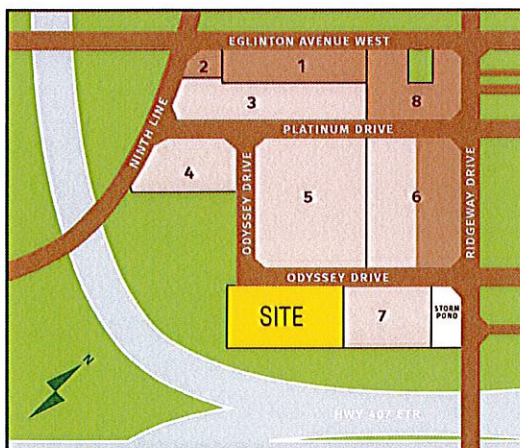 EGLINTON AVENUE WEST
2
1
3
8
NINTH LINE
PLATINUM DRIVE
4
ODYSSEY DRIVE
5
6
RIDGEWAY DRIVE
ODYSSEY DRIVE
SITE
7
STORM
POND
N
HWY 407 ETR